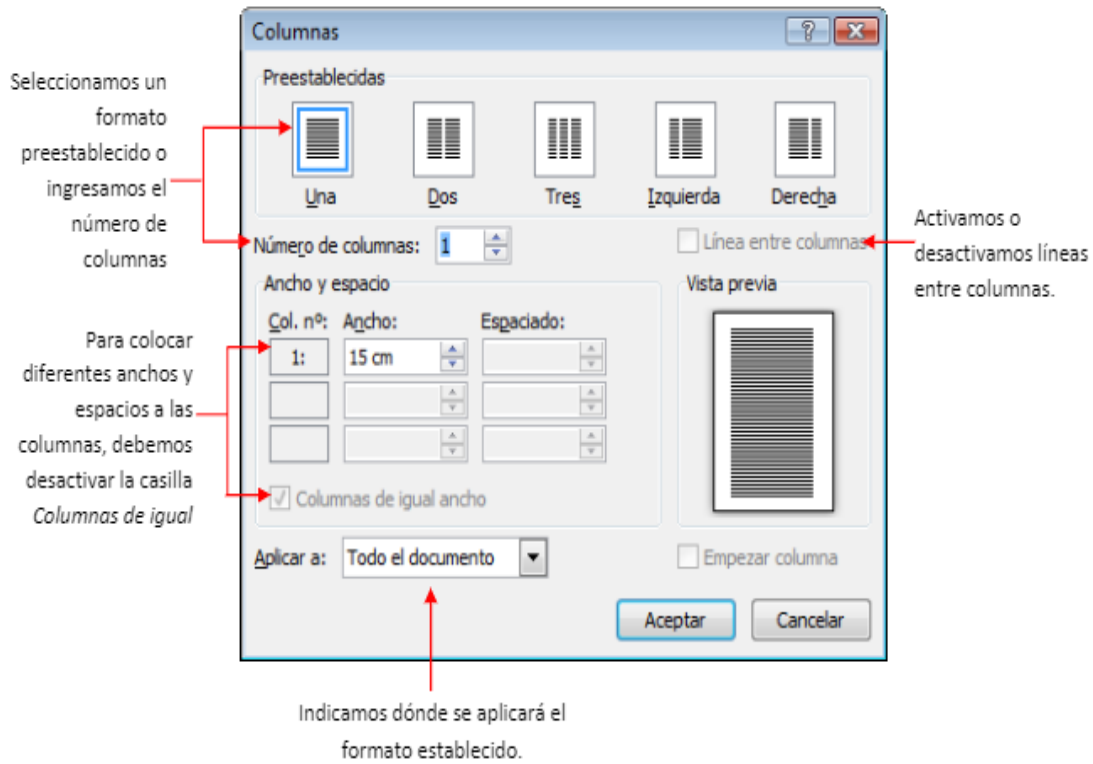 Columnas
Preestablecidas
Una
Dos
Tres
Izquierda
Derecha
Número de columnas: 1
Línea entre columnas
Ancho y espacio
Col. nº: Ancho: Espaciado:
1: 15 cm
Columnas de igual ancho
Vista previa
Aplicar a: Todo el documento
Empezar columna
Aceptar
Cancelar
Seleccionamos un
formato
preestablecido o
ingresamos el
número de
columnas
Para colocar
diferentes anchos y
espacios a las
columnas, debemos
desactivar la casilla
Columnas de igual
Activamos o
desactivamos líneas
entre columnas.
Indicamos dónde se aplicará el
formato establecido.